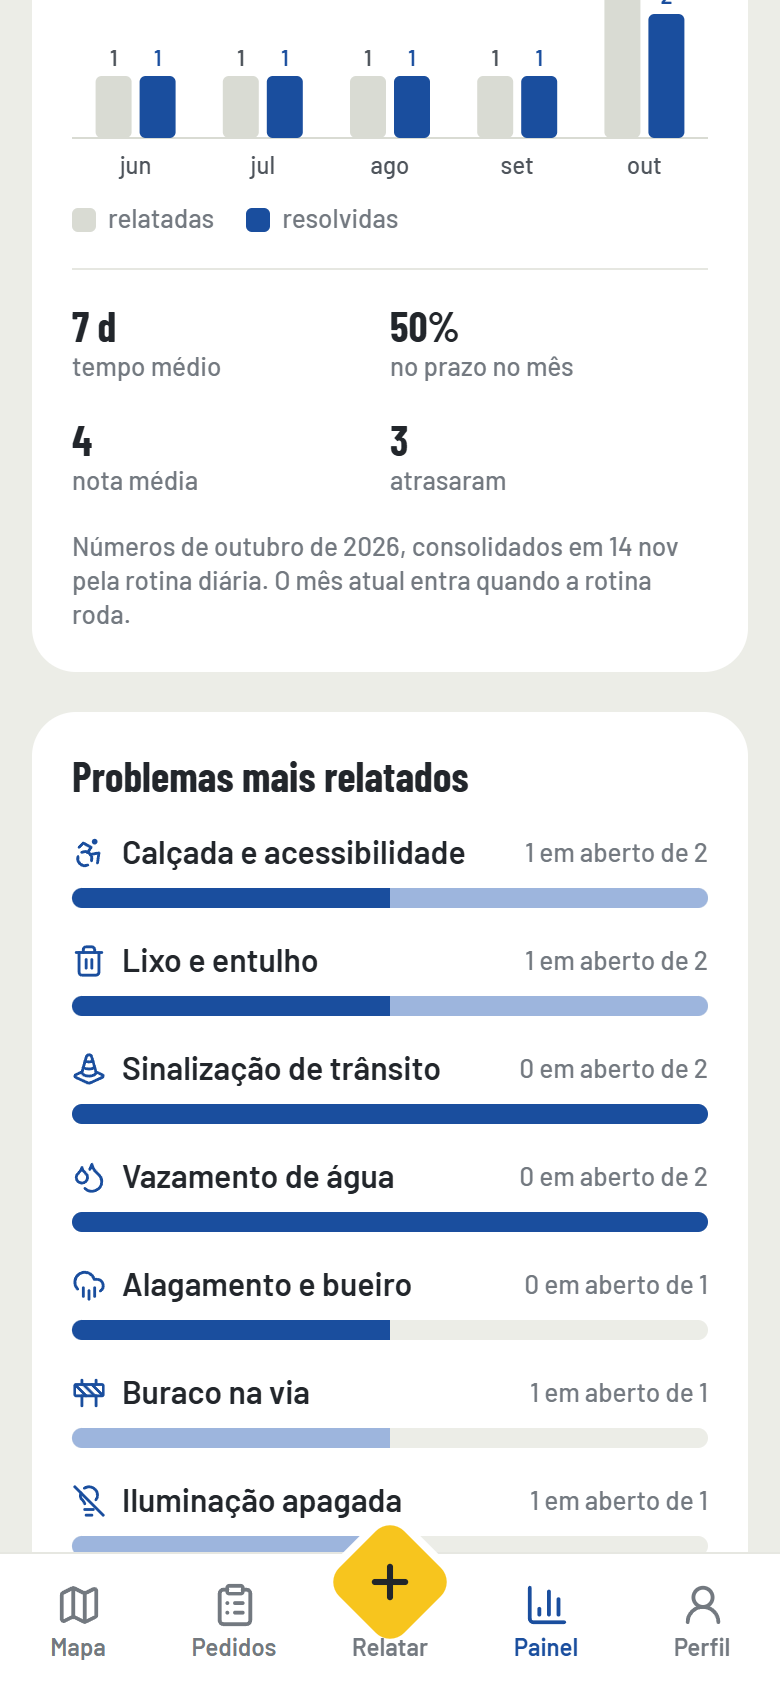 2
1 1 1 1 1 1 1 1
jun jul ago set out
relatadas resolvidas
7 d 50%
tempo médio no prazo no mês
4 3
nota média atrasaram
Números de outubro de 2026, consolidados em 14 nov
pela rotina diária. O mês atual entra quando a rotina
roda.
Problemas mais relatados
Calçada e acessibilidade 1 em aberto de 2
Lixo e entulho 1 em aberto de 2
Sinalização de trânsito 0 em aberto de 2
Vazamento de água 0 em aberto de 2
Alagamento e bueiro 0 em aberto de 1
Buraco na via 1 em aberto de 1
Iluminação apagada 1 em aberto de 1
Mapa Pedidos Relatar Painel Perfil